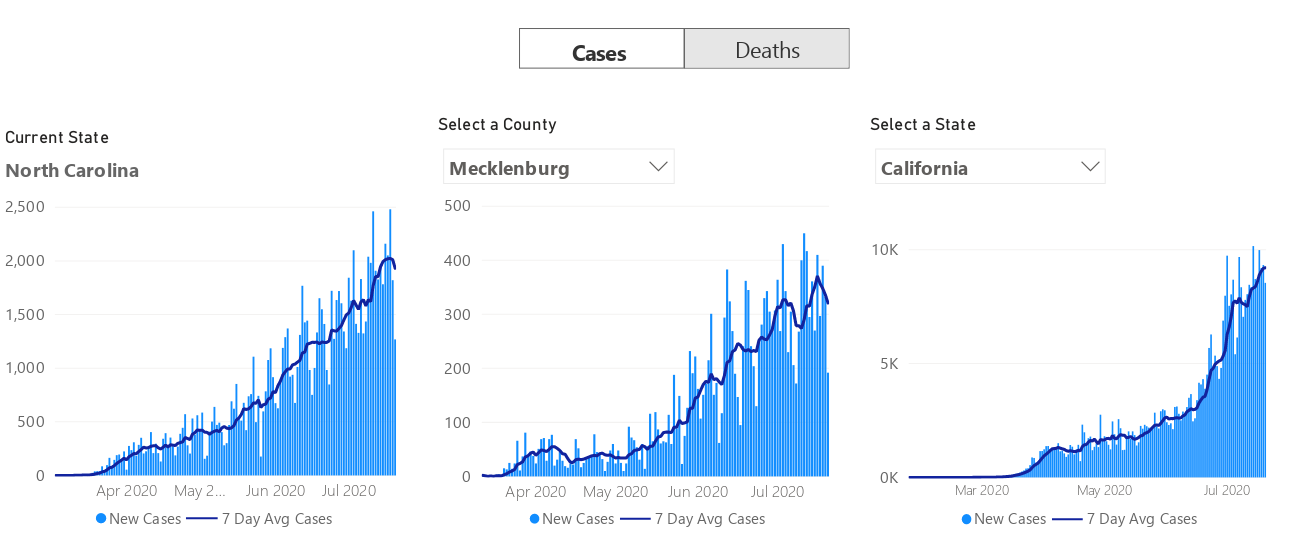 Cases Deaths
Current State
North Carolina
2,500
2,000
1,500
1,000
500
0
Apr 2020 May 2... Jun 2020 Jul 2020
New Cases 7 Day Avg Cases
Select a County
Mecklenburg
500
400
300
200
100
0
Apr 2020 May 2020 Jun 2020 Jul 2020
New Cases 7 Day Avg Cases
Select a State
California
10K
5K
0K
Mar 2020 May 2020 Jul 2020
New Cases 7 Day Avg Cases